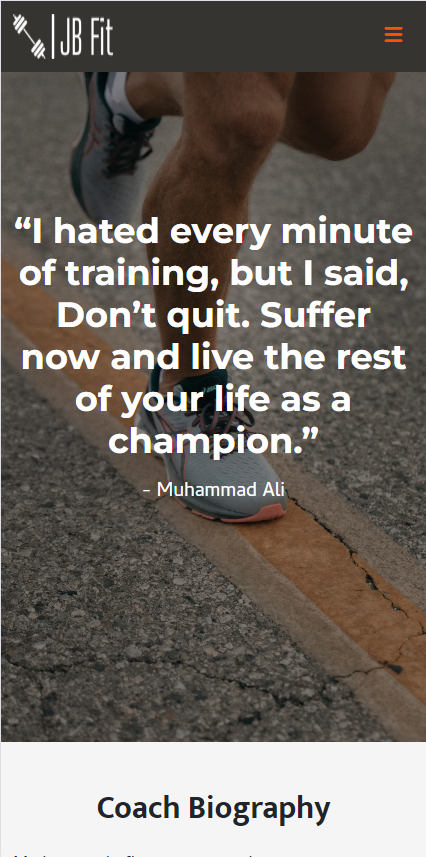 JB Fit
“I hated every minute
of training, but I said,
Don’t quit. Suffer
now and live the rest
of your life as a
champion.”
- Muhammad Ali
Coach Biography